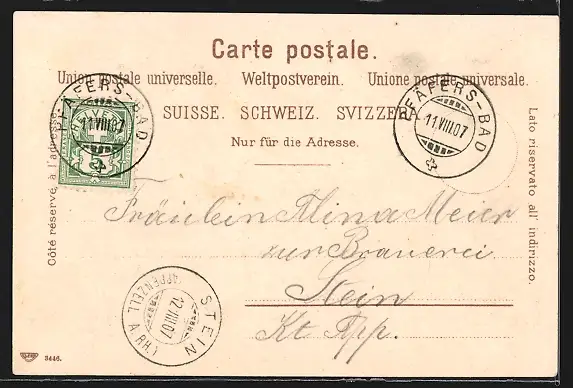 Carte postale.
Union postale universelle. Weltpostverein. Unione postale universale.
SUISSE. SCHWEIZ. SVIZZERA
Nur für die Adresse.
PFÄFERS-BAD
11.VIII.07
HELVETIA
5
PFÄFERS-BAD
11.VIII.07
Côté réservé à l'adresse.
Lato riservato all' indirizzo.
Fräulein Mina Meier
zur Brauerei
Stein
Kt. App.
STEIN
12.VIII.07
(APPENZELL A. RH.)
3446.